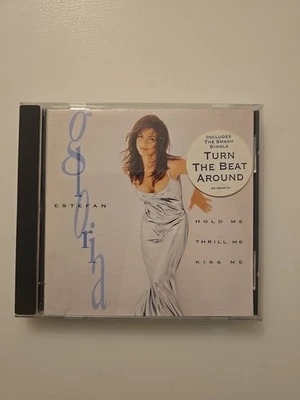 gloria
ESTEFAN
INCLUDES
THE SMASH
SINGLE
TURN
THE BEAT
AROUND
HOLD ME
THRILL ME
KISS ME